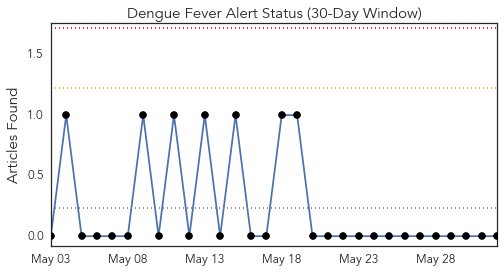 Dengue Fever Alert Status (30-Day Window)
Articles Found
1.5
1.0
0.5
0.0
May 03 May 08 May 13 May 18 May 23 May 28